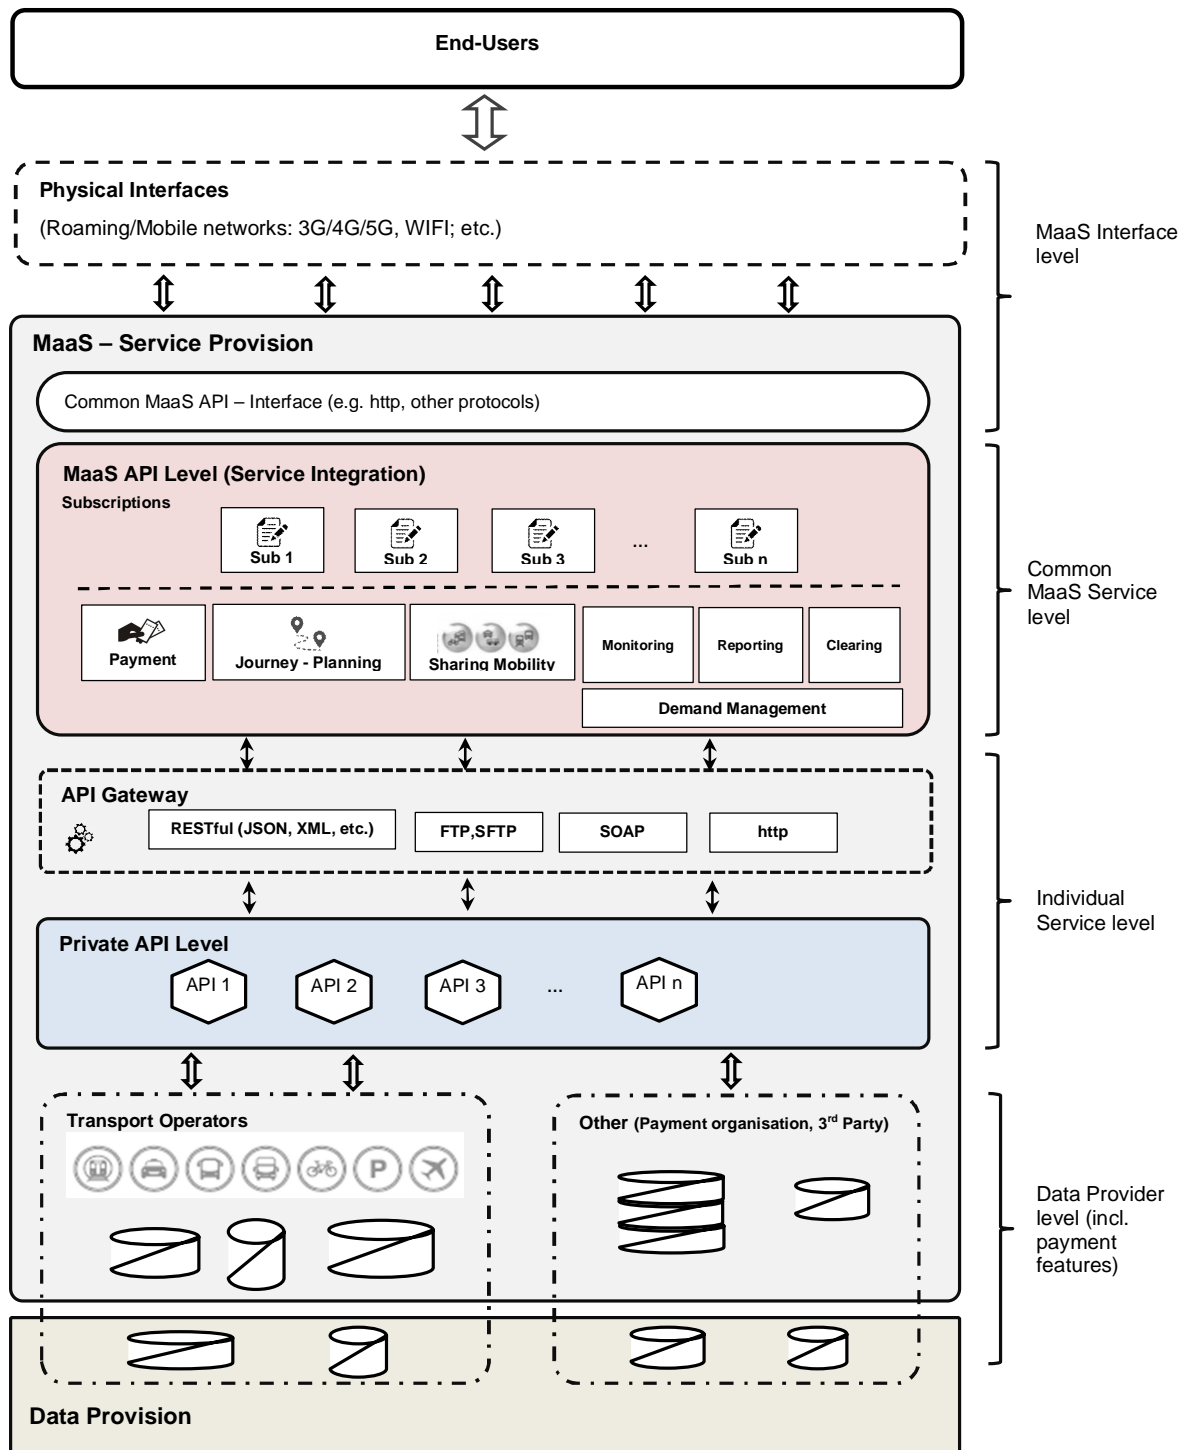 End-Users
Physical Interfaces
(Roaming/Mobile networks: 3G/4G/5G, WIFI; etc.)
MaaS Interface
level
MaaS – Service Provision
Common MaaS API – Interface (e.g. http, other protocols)
MaaS API Level (Service Integration)
Subscriptions
Sub 1
Sub 2
Sub 3
...
Sub n
Common
MaaS Service
level
Payment
Journey - Planning
Sharing Mobility
Monitoring
Reporting
Clearing
Demand Management
API Gateway
RESTful (JSON, XML, etc.)
FTP,SFTP
SOAP
http
Individual
Service level
Private API Level
API 1
API 2
API 3
...
API n
Transport Operators
P
Other (Payment organisation, 3rd Party)
Data Provider
level (incl.
payment
features)
Data Provision